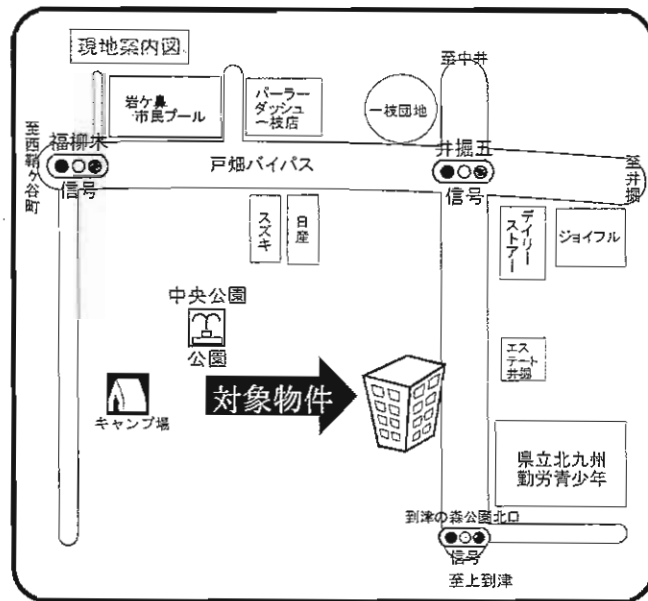 現地案内図
至中井
岩ケ鼻
市民プール
パーラー
ダッシュ
一枝店
一枝団地
至西鞘ヶ谷町
福柳木
信号
戸畑バイパス
井掘五
信号
至井掘
スズキ
日産
デイリー
ストアー
ジョイフル
中央公園
公園
エス
テート
井掘
対象物件
キャンプ場
県立北九州
勤労青少年
到津の森公園北口
信号
至上到津